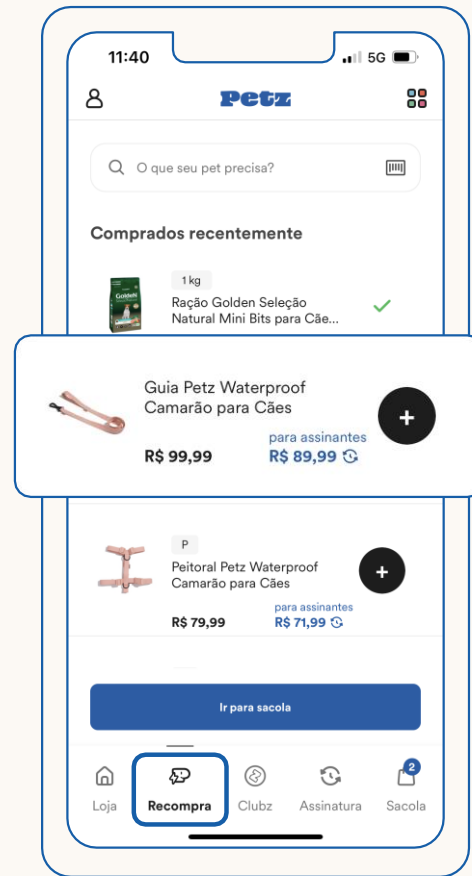 11:40
5G
Petz
O que seu pet precisa?
Comprados recentemente
1 kg
Golden
Ração Golden Seleção
Natural Mini Bits para Cãe...
Guia Petz Waterproof
Camarão para Cães
para assinantes
R$ 99,99 R$ 89,99
+
P
Peitoral Petz Waterproof
Camarão para Cães
+
para assinantes
R$ 79,99 R$ 71,99
Ir para sacola
2
Loja Recompra Clubz Assinatura Sacola